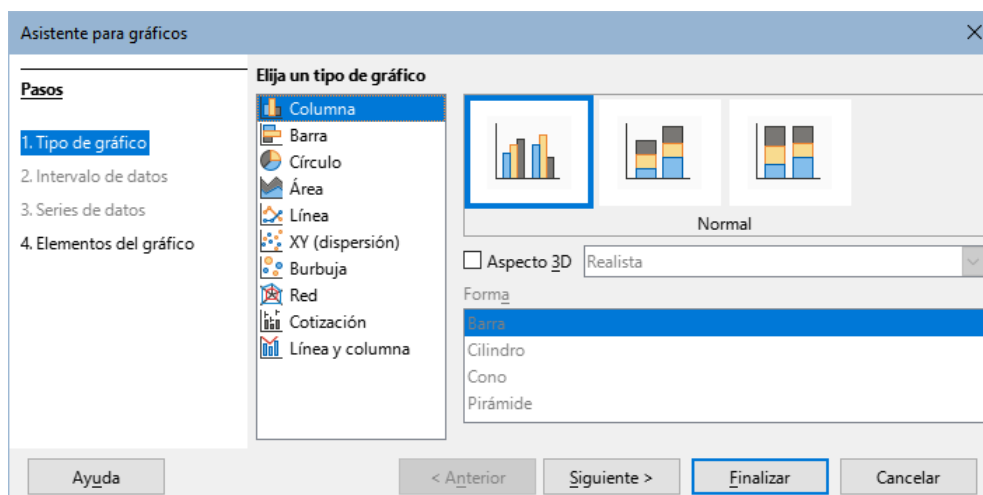 Asistente para gráficos
Pasos
1. Tipo de gráfico
2. Intervalo de datos
3. Series de datos
4. Elementos del gráfico
Elija un tipo de gráfico
Columna
Barra
Círculo
Área
Línea
XY (dispersión)
Burbuja
Red
Cotización
Línea y columna
Normal
Aspecto 3D Realista
Forma
Barra
Cilindro
Cono
Pirámide
Ayuda < Anterior Siguiente > Finalizar Cancelar